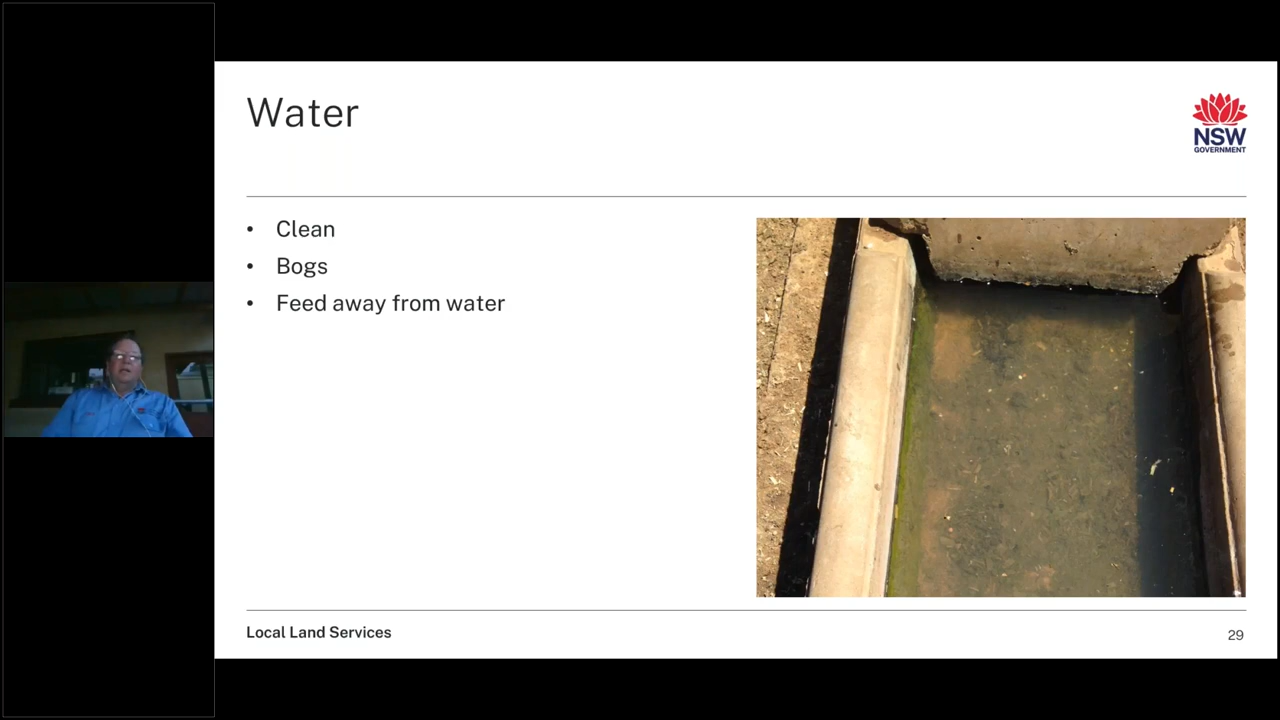 Water
NSW
GOVERNMENT
• Clean
• Bogs
• Feed away from water
Local Land Services
29